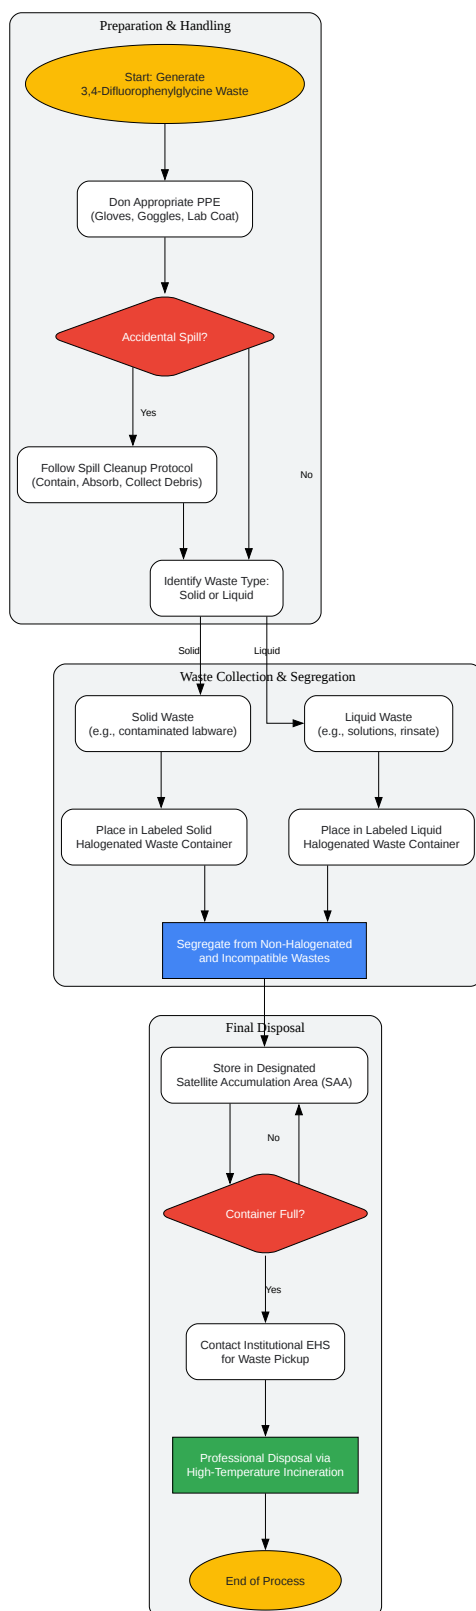 Preparation & Handling
Start: Generate
3,4-Difluorophenylglycine Waste
Don Appropriate PPE
(Gloves, Goggles, Lab Coat)
Accidental Spill?
Yes
Follow Spill Cleanup Protocol
(Contain, Absorb, Collect Debris)
No
Identify Waste Type:
Solid or Liquid
Solid
Liquid
Waste Collection & Segregation
Solid Waste
(e.g., contaminated labware)
Liquid Waste
(e.g., solutions, rinsate)
Place in Labeled Solid
Halogenated Waste Container
Place in Labeled Liquid
Halogenated Waste Container
Segregate from Non-Halogenated
and Incompatible Wastes
Final Disposal
Store in Designated
Satellite Accumulation Area (SAA)
No
Container Full?
Yes
Contact Institutional EHS
for Waste Pickup
Professional Disposal via
High-Temperature Incineration
End of Process